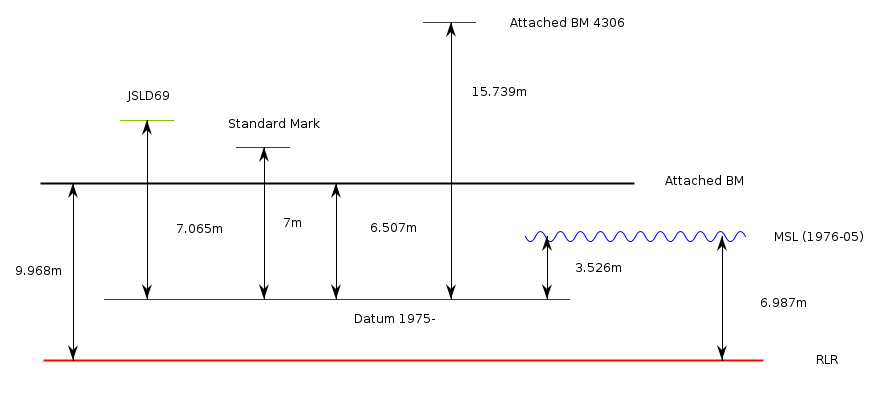 Attached BM 4306
15.739m
JSLD69
Standard Mark
Attached BM
7.065m
7m
6.507m
MSL (1976-05)
9.968m
3.526m
6.987m
Datum 1975-
RLR